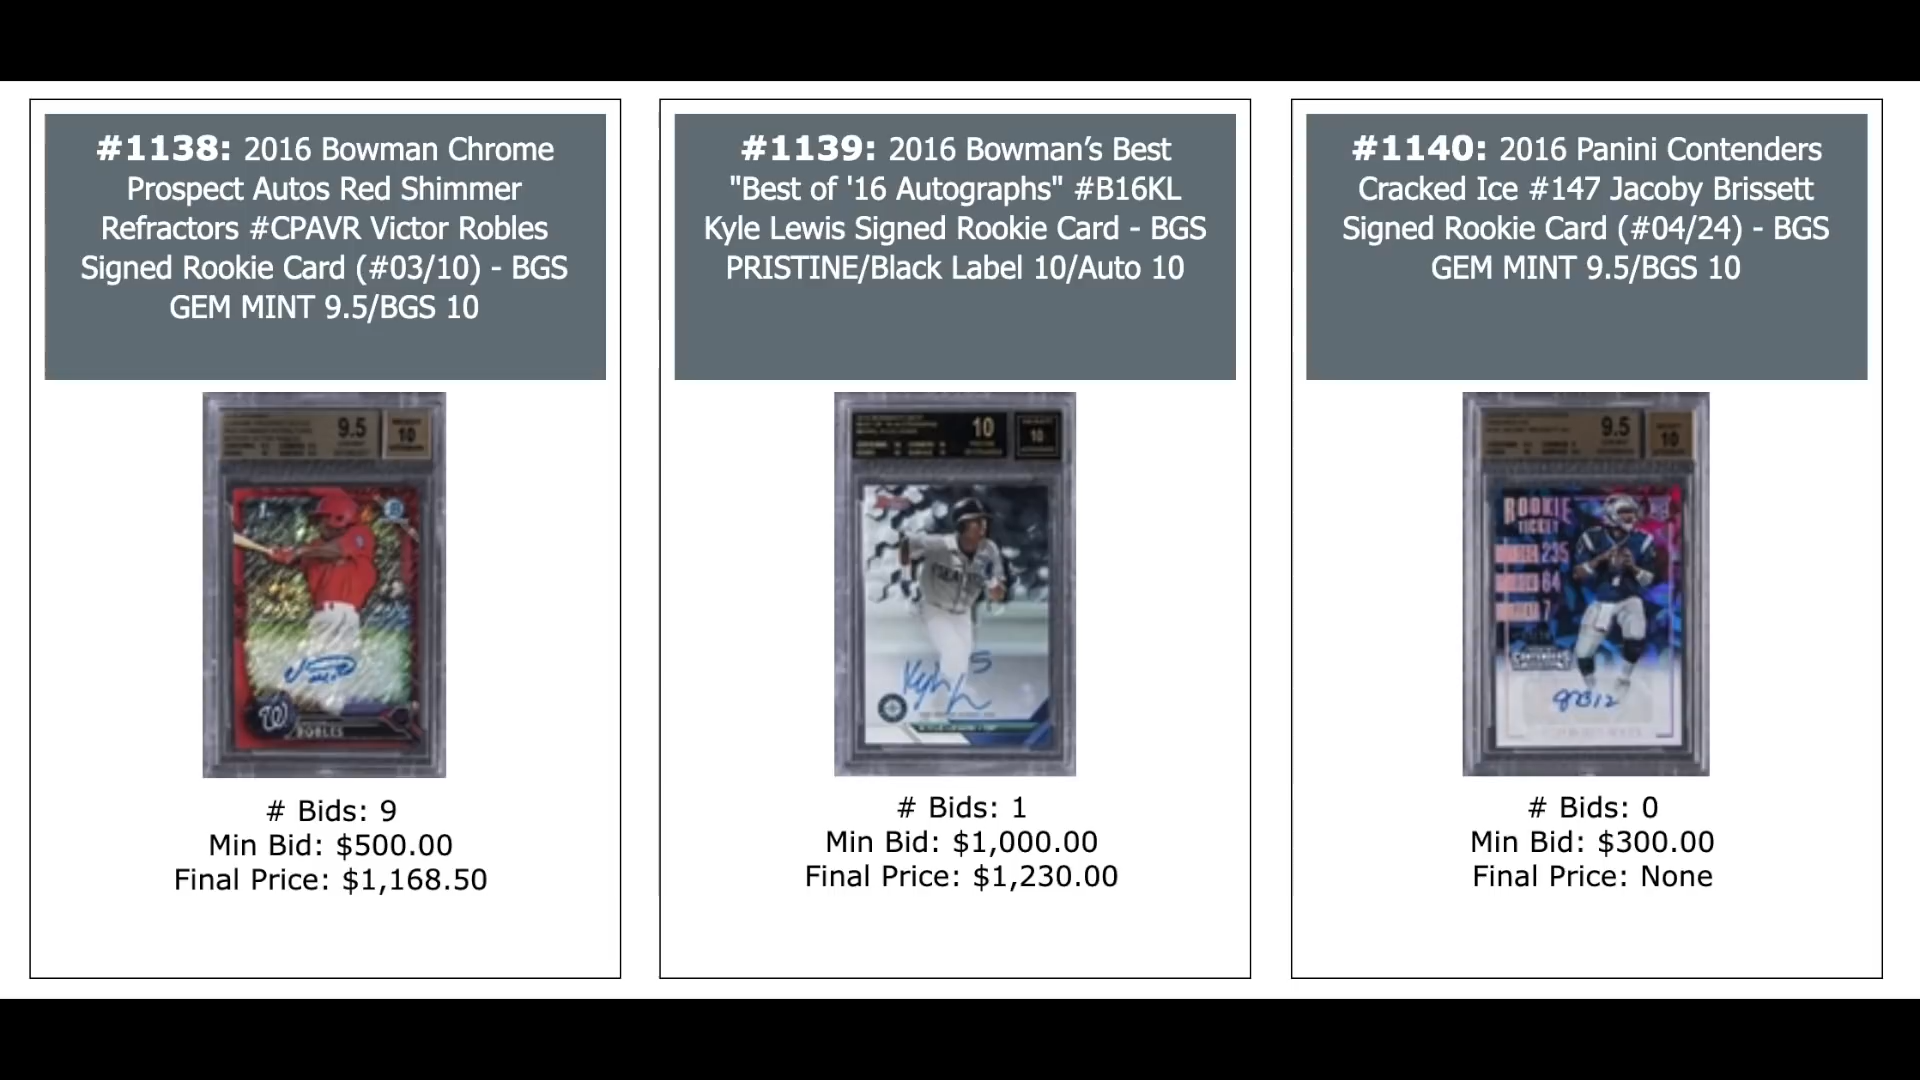 #1138: 2016 Bowman Chrome
Prospect Autos Red Shimmer
Refractors #CPAVR Victor Robles
Signed Rookie Card (#03/10) - BGS
GEM MINT 9.5/BGS 10
9.5
10
ROBLES
# Bids: 9
Min Bid: $500.00
Final Price: $1,168.50
#1139: 2016 Bowman’s Best
"Best of '16 Autographs" #B16KL
Kyle Lewis Signed Rookie Card - BGS
PRISTINE/Black Label 10/Auto 10
10
10
# Bids: 1
Min Bid: $1,000.00
Final Price: $1,230.00
#1140: 2016 Panini Contenders
Cracked Ice #147 Jacoby Brissett
Signed Rookie Card (#04/24) - BGS
GEM MINT 9.5/BGS 10
9.5
10
ROOKIE
TICKET
235
64
7
CONTENDERS
# Bids: 0
Min Bid: $300.00
Final Price: None